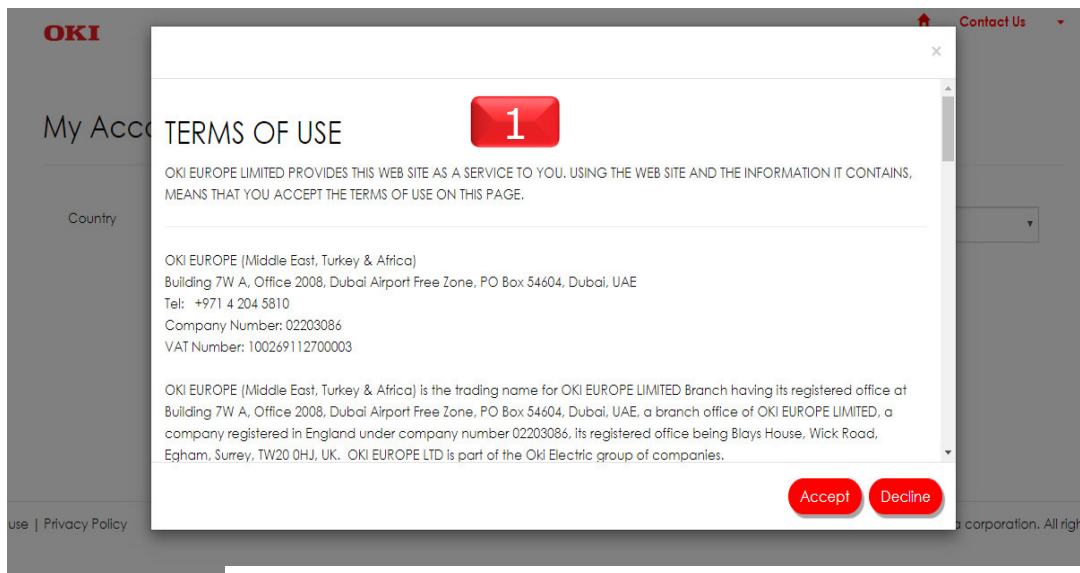 OKI
Contact Us
×
My Acco
TERMS OF USE
1
OKI EUROPE LIMITED PROVIDES THIS WEB SITE AS A SERVICE TO YOU. USING THE WEB SITE AND THE INFORMATION IT CONTAINS,
MEANS THAT YOU ACCEPT THE TERMS OF USE ON THIS PAGE.
Country
OKI EUROPE (Middle East, Turkey & Africa)
Building 7W A, Office 2008, Dubai Airport Free Zone, PO Box 54604, Dubai, UAE
Tel: +971 4 204 5810
Company Number: 02203086
VAT Number: 100269112700003
OKI EUROPE (Middle East, Turkey & Africa) is the trading name for OKI EUROPE LIMITED Branch having its registered office at
Building 7W A, Office 2008, Dubai Airport Free Zone, PO Box 54604, Dubai, UAE, a branch office of OKI EUROPE LIMITED, a
company registered in England under company number 02203086, its registered office being Blays House, Wick Road,
Egham, Surrey, TW20 0HJ, UK. OKI EUROPE LTD is part of the Oki Electric group of companies.
Accept Decline
use | Privacy Policy
a corporation. All righ